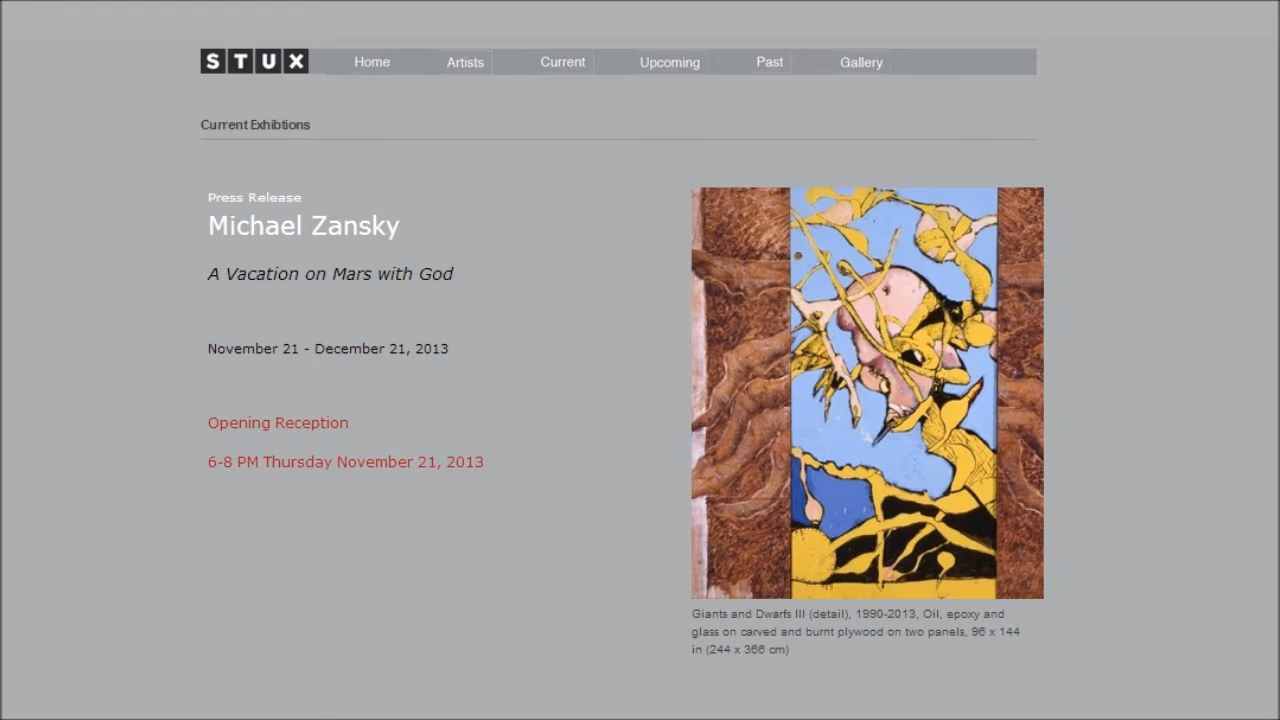 STUX Home Artists Current Upcoming Past Gallery
Current Exhibtions
Press Release
Michael Zansky
A Vacation on Mars with God
November 21 - December 21, 2013
Opening Reception
6-8 PM Thursday November 21, 2013
Giants and Dwarfs III (detail), 1990-2013, Oil, epoxy and
glass on carved and burnt plywood on two panels, 96 x 144
in (244 x 366 cm)